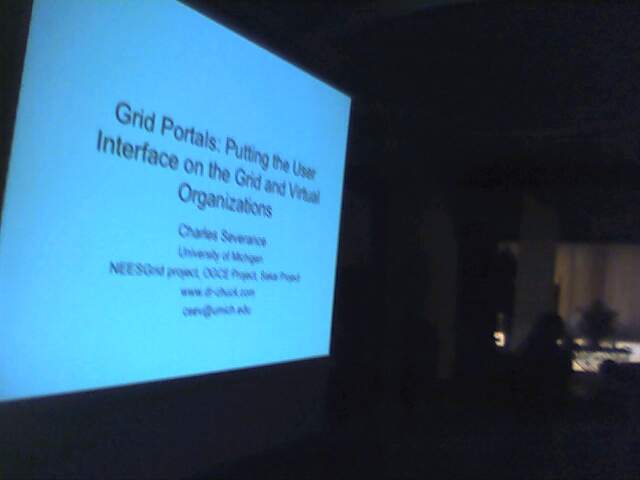 Grid Portals: Putting the User
Interface on the Grid and Virtual
Organizations
Charles Severance
University of Michigan
NEESGrid project, OGCE Project, Sakai Project
www.dr-chuck.com
csev@umich.edu